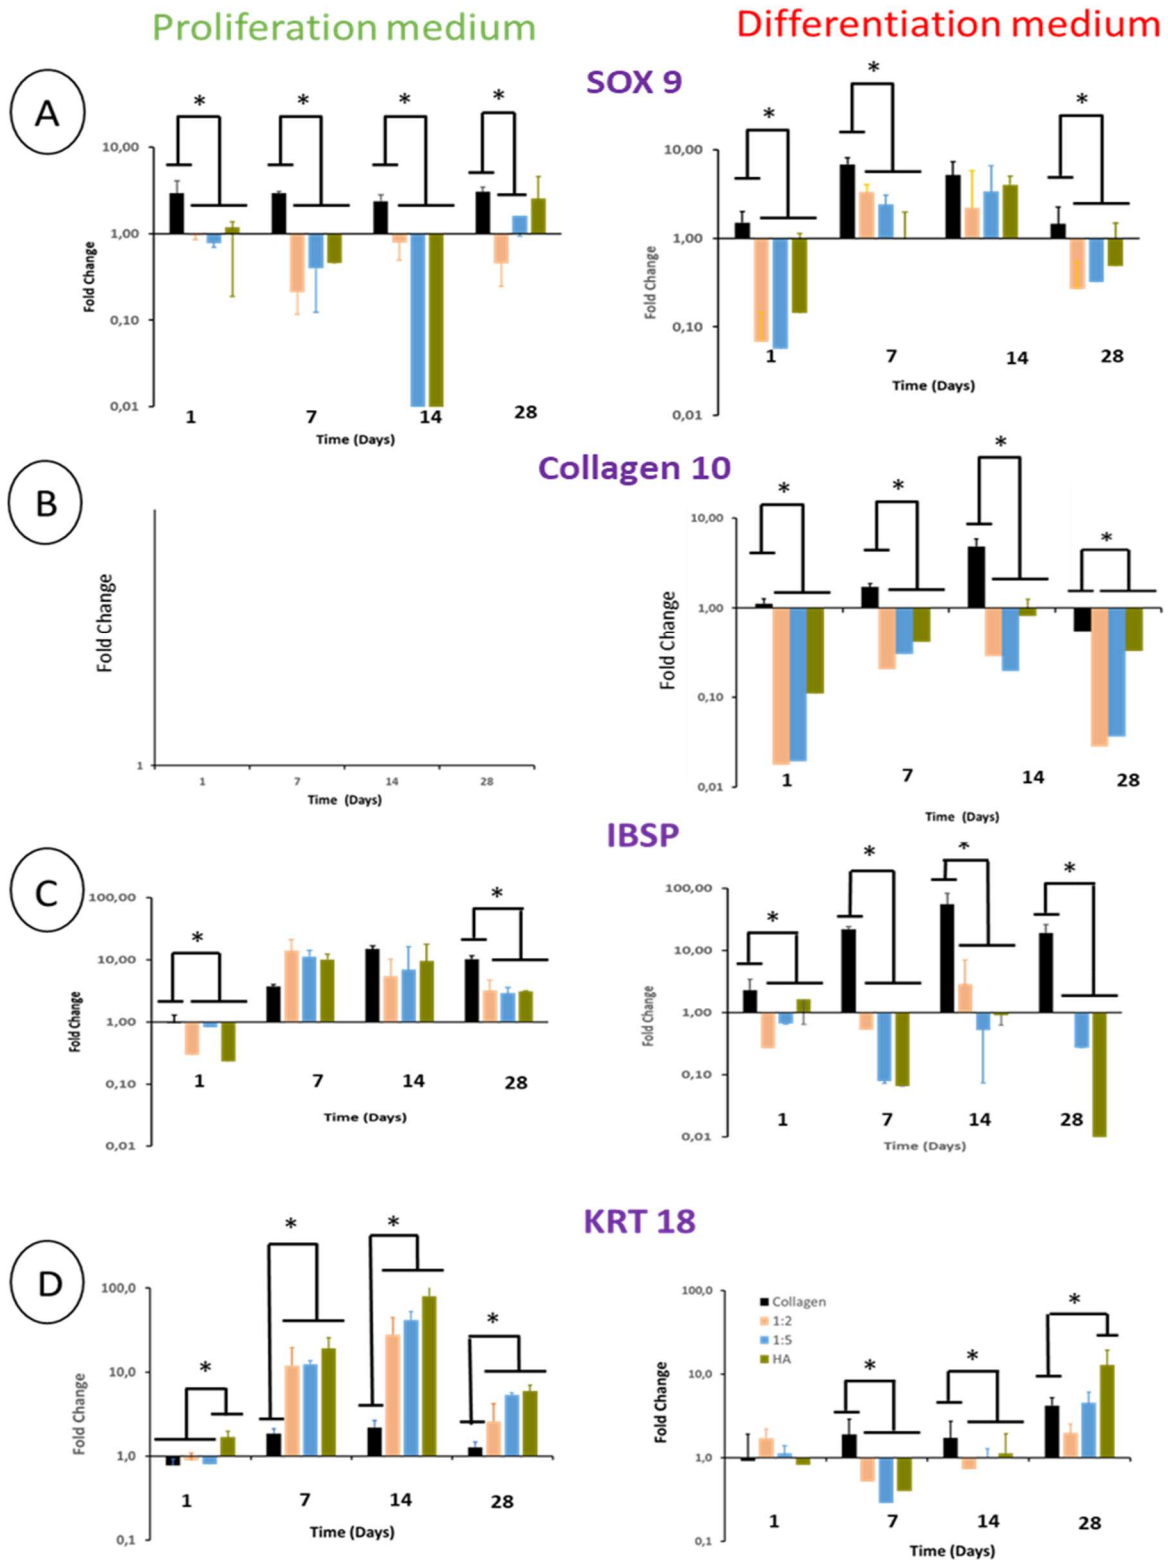 Proliferation medium
Differentiation medium
SOX 9
A
* * * *
10,00
1,00
0,10
0,01
Fold Change
1 7 14 28
Time (Days)
* * *
10,00
1,00
0,10
0,01
Fold Change
1 7 14 28
Time (Days)
Collagen 10
B
Fold Change
1
1 7 14 28
Time (Days)
* * * *
10,00
1,00
0,10
0,01
Fold Change
1 7 14 28
Time (Days)
IBSP
C
* *
100,00
10,00
1,00
0,10
0,01
Fold Change
1 7 14 28
Time (Days)
* * * *
100,00
10,00
1,00
0,10
0,01
Fold Change
1 7 14 28
Time (Days)
KRT 18
D
* * * *
100,0
10,0
1,0
0,1
Fold Change
1 7 14 28
Time (Days)
Collagen
1:2
1:5
HA
* * *
100,0
10,0
1,0
0,1
Fold Change
1 7 14 28
Time (Days)